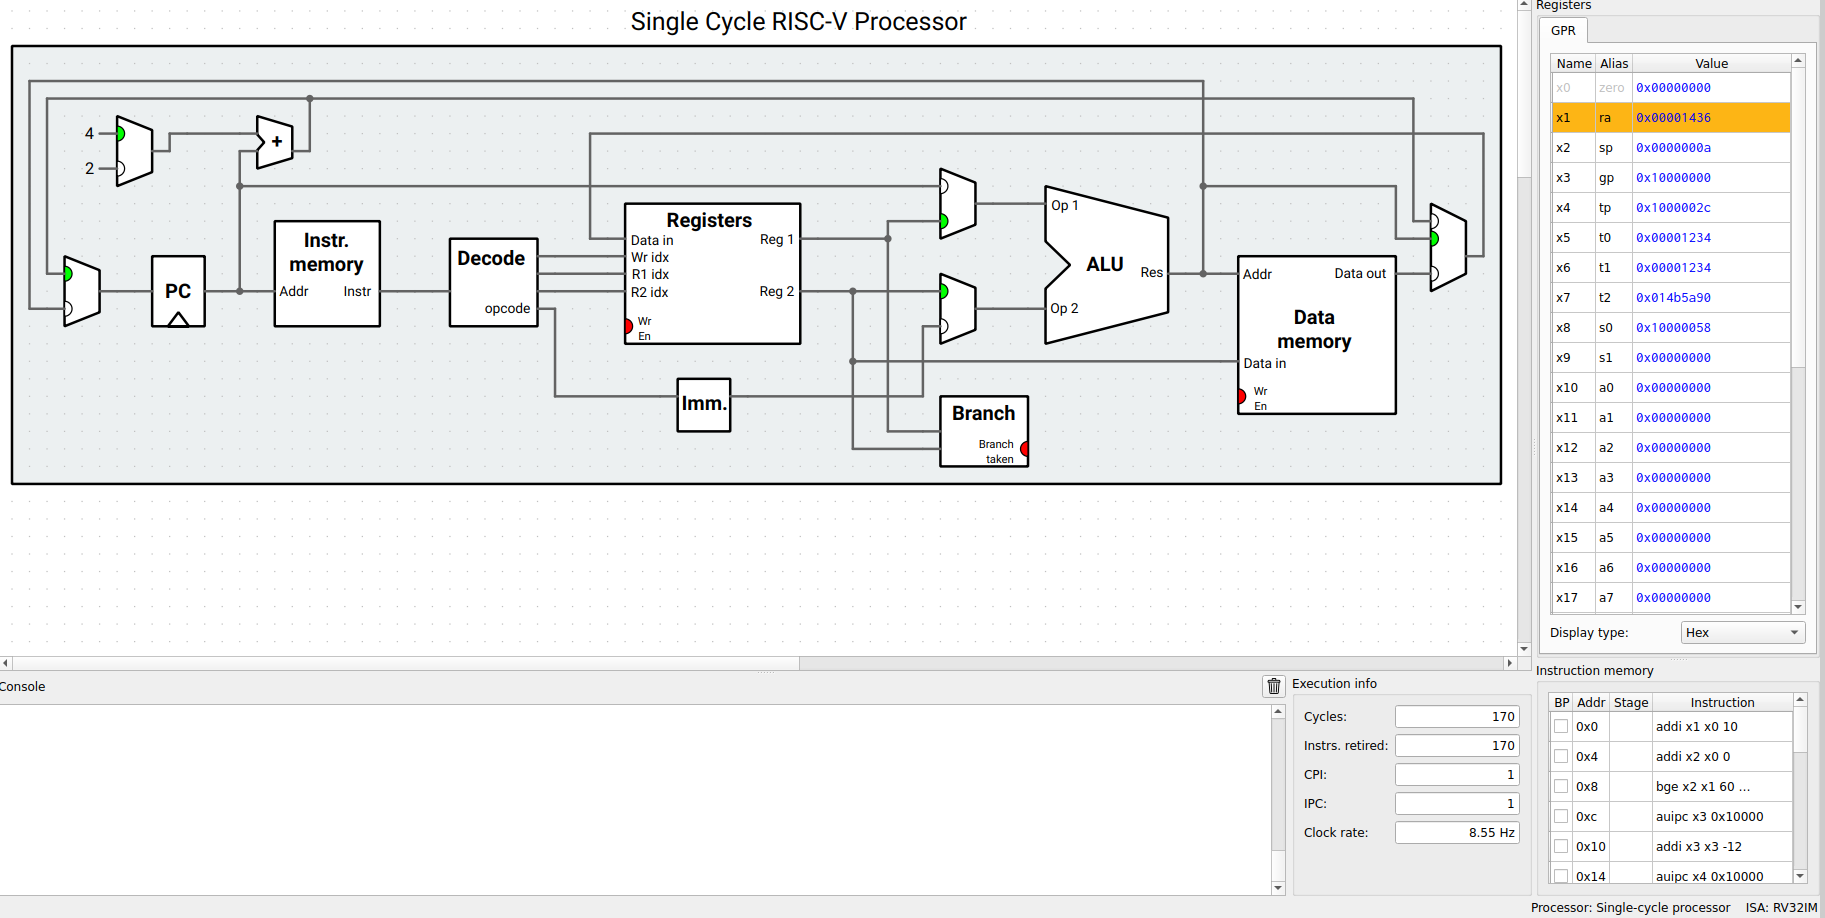 Single Cycle RISC-V Processor
4
2
+
PC
Instr.
memory
Addr
Instr
Decode
opcode
Registers
Data in
Wr idx
R1 idx
R2 idx
Wr
En
Reg 1
Reg 2
Imm.
Op 1
Op 2
ALU
Res
Branch
Branch
taken
Addr
Data out
Data
memory
Data in
Wr
En
Registers
GPR
Name Alias Value
x0 zero 0x00000000
x1 ra 0x00001436
x2 sp 0x0000000a
x3 gp 0x10000000
x4 tp 0x1000002c
x5 t0 0x00001234
x6 t1 0x00001234
x7 t2 0x014b5a90
x8 s0 0x10000058
x9 s1 0x00000000
x10 a0 0x00000000
x11 a1 0x00000000
x12 a2 0x00000000
x13 a3 0x00000000
x14 a4 0x00000000
x15 a5 0x00000000
x16 a6 0x00000000
x17 a7 0x00000000
Display type: Hex
Console
Execution info
Cycles: 170
Instrs. retired: 170
CPI: 1
IPC: 1
Clock rate: 8.55 Hz
Instruction memory
BP Addr Stage Instruction
0x0 addi x1 x0 10
0x4 addi x2 x0 0
0x8 bge x2 x1 60 ...
0xc auipc x3 0x10000
0x10 addi x3 x3 -12
0x14 auipc x4 0x10000
Processor: Single-cycle processor ISA: RV32IM